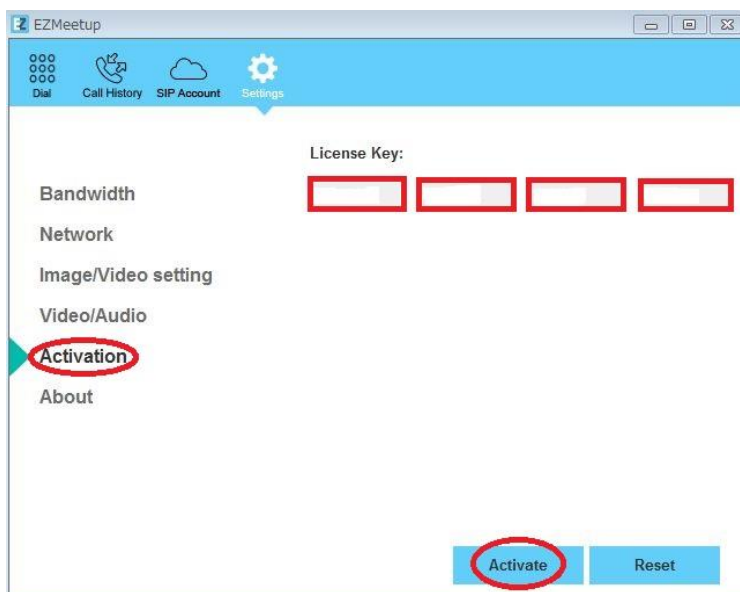 EZMeetup
Dial Call History SIP Account Settings
License Key:
Bandwidth
Network
Image/Video setting
Video/Audio
Activation
About
Activate Reset